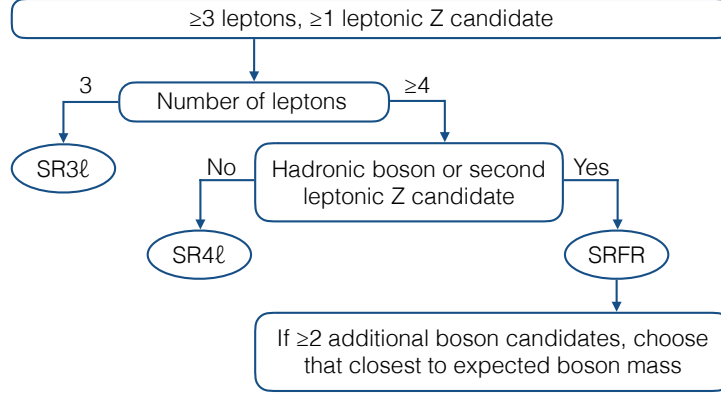 ≥3 leptons, ≥1 leptonic Z candidate
3
Number of leptons
≥4
SR3ℓ
No
Hadronic boson or second
leptonic Z candidate
Yes
SR4ℓ
SRFR
If ≥2 additional boson candidates, choose
that closest to expected boson mass